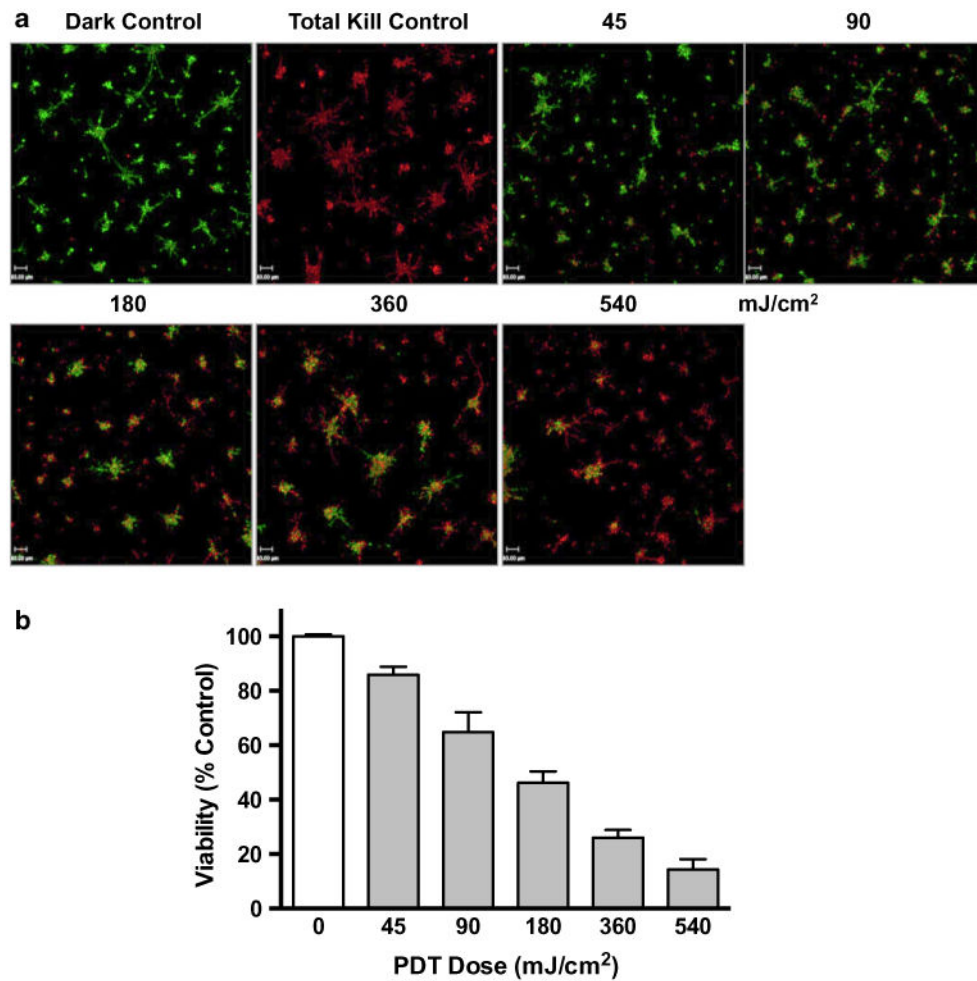 a
Dark Control Total Kill Control 45 90
180 360 540 mJ/cm²
b
Viability (% Control)
100
80
60
40
20
0
0 45 90 180 360 540
PDT Dose (mJ/cm²)